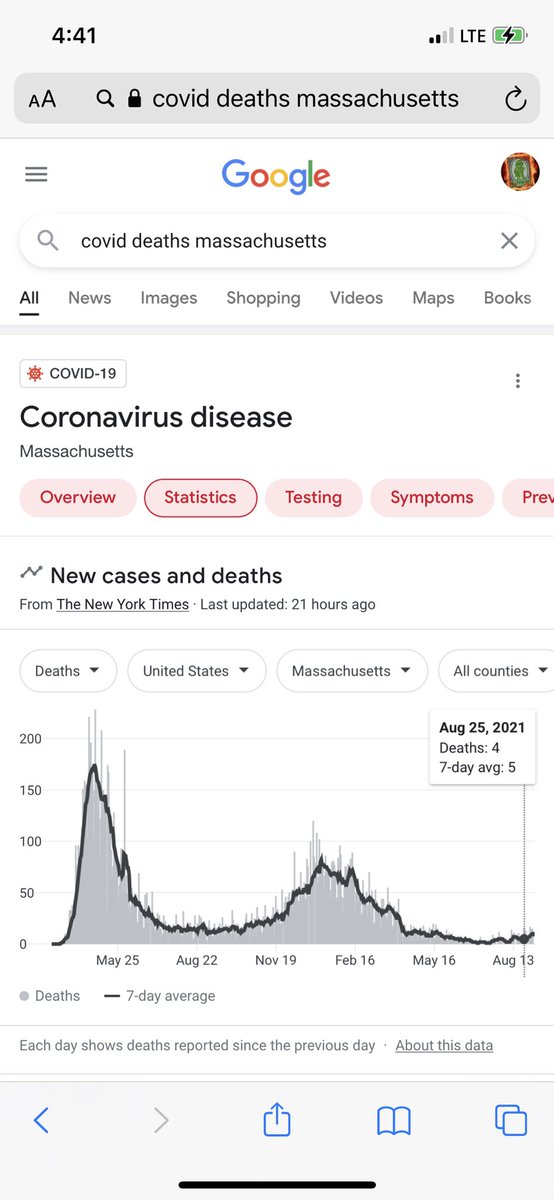 4:41 LTE
AA covid deaths massachusetts
Google
covid deaths massachusetts
All News Images Shopping Videos Maps Books
COVID-19
Coronavirus disease
Massachusetts
Overview Statistics Testing Symptoms Prev
New cases and deaths
From The New York Times · Last updated: 21 hours ago
Deaths United States Massachusetts All counties
Aug 25, 2021
Deaths: 4
7-day avg: 5
200
150
100
50
0
May 25 Aug 22 Nov 19 Feb 16 May 16 Aug 13
Deaths 7-day average
Each day shows deaths reported since the previous day · About this data